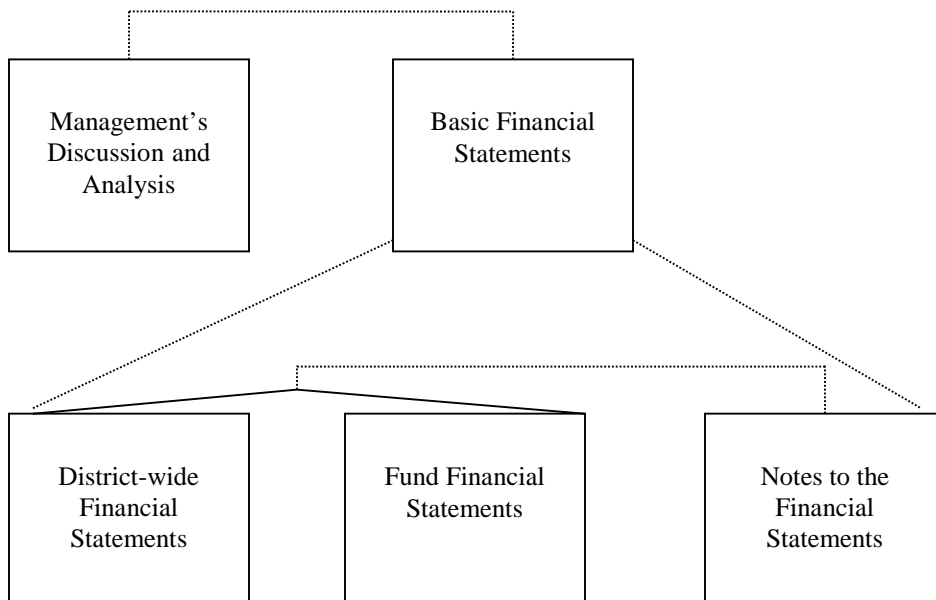 Management’s
Discussion and
Analysis
Basic Financial
Statements
District-wide
Financial
Statements
Fund Financial
Statements
Notes to the
Financial
Statements